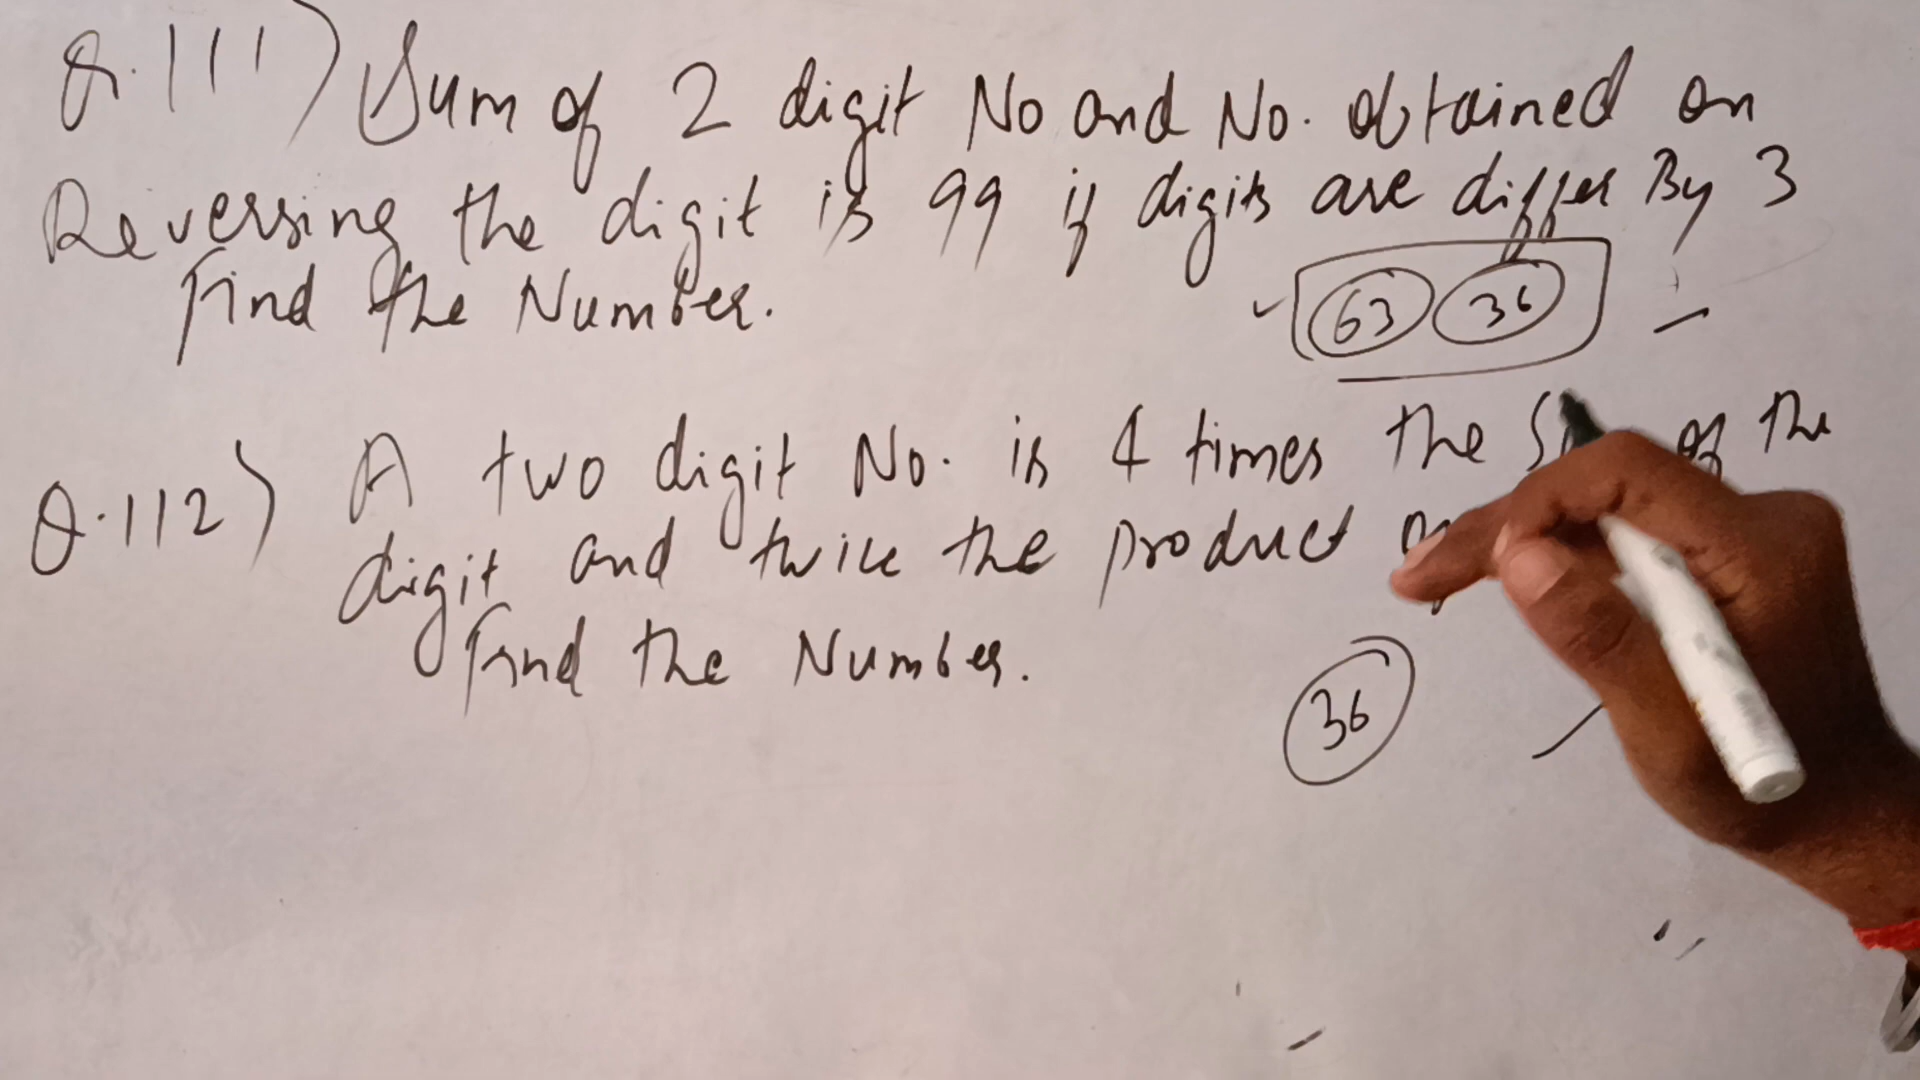 Q.111) Sum of 2 digit No and No. obtained on
Reversing the digit is 99 if digits are differ By 3
Find the Number.
63 36
Q.112) A two digit No. is 4 times the of the
digit and twice the product
Find the Number.
36